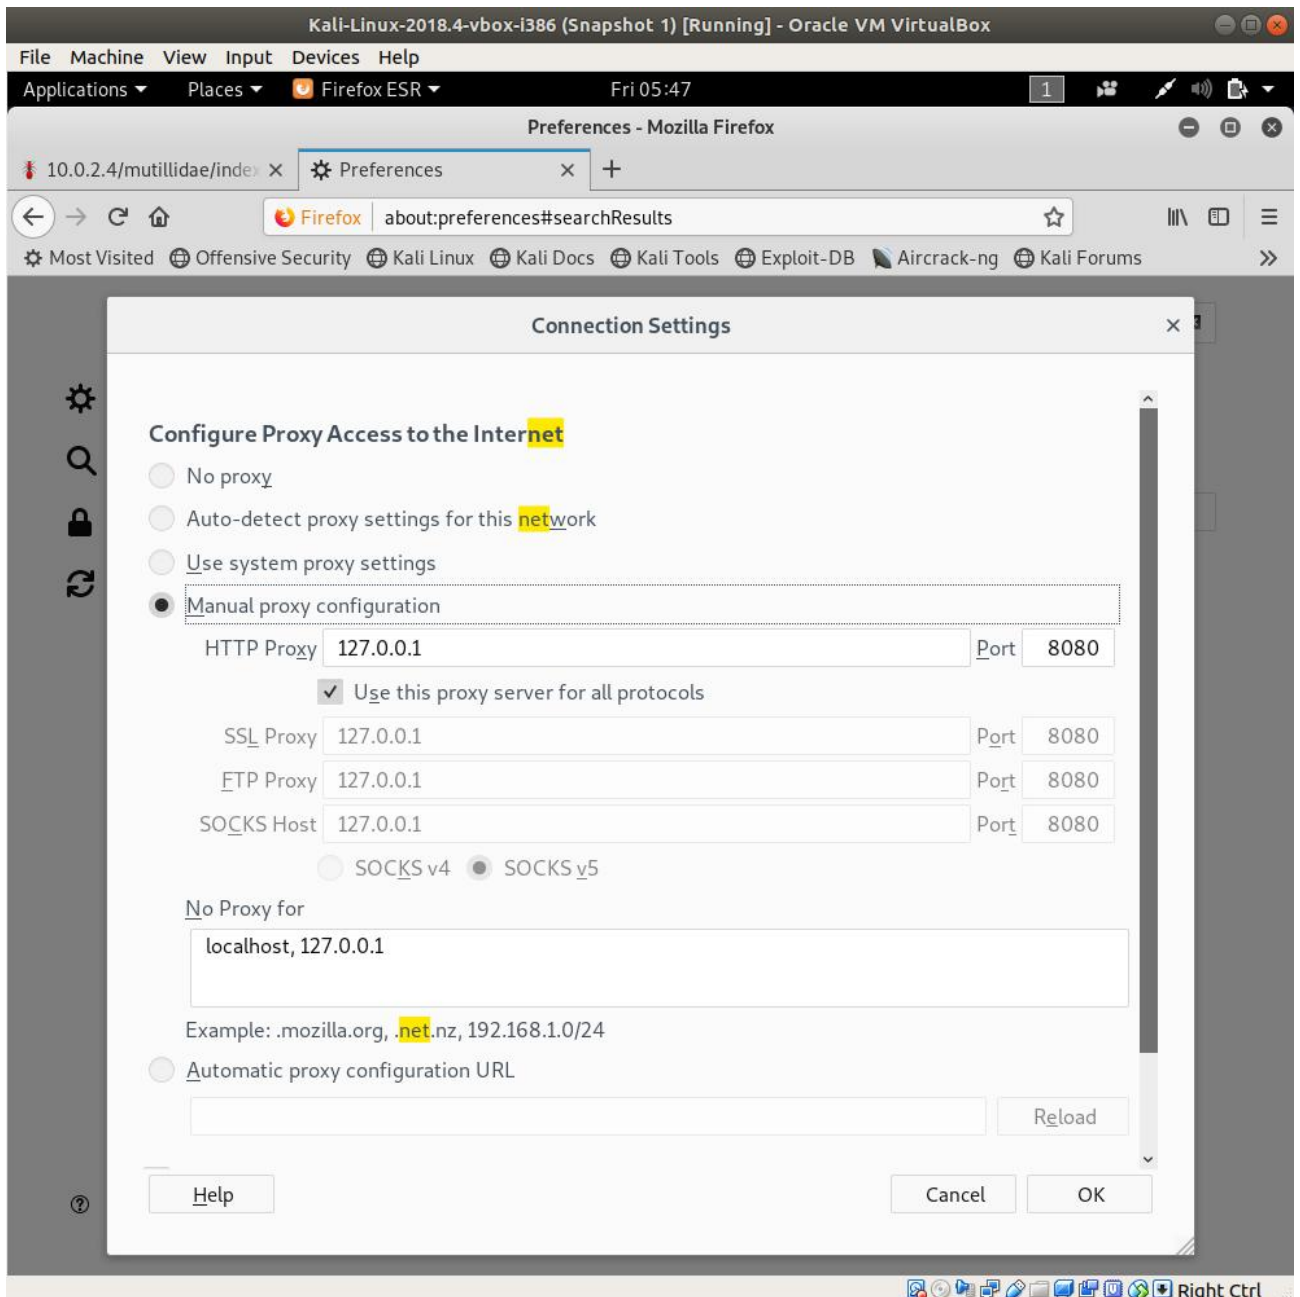 Kali-Linux-2018.4-vbox-i386 (Snapshot 1) [Running] - Oracle VM VirtualBox
File Machine View Input Devices Help
Applications Places Firefox ESR Fri 05:47 1
Preferences - Mozilla Firefox
10.0.2.4/mutillidae/index Preferences
Firefox about:preferences#searchResults
Most Visited Offensive Security Kali Linux Kali Docs Kali Tools Exploit-DB Aircrack-ng Kali Forums
Connection Settings
Configure Proxy Access to the Internet
No proxy
Auto-detect proxy settings for this network
Use system proxy settings
Manual proxy configuration
HTTP Proxy 127.0.0.1 Port 8080
Use this proxy server for all protocols
SSL Proxy 127.0.0.1 Port 8080
FTP Proxy 127.0.0.1 Port 8080
SOCKS Host 127.0.0.1 Port 8080
SOCKS v4 SOCKS v5
No Proxy for
localhost, 127.0.0.1
Example: .mozilla.org, .net.nz, 192.168.1.0/24
Automatic proxy configuration URL
Reload
Help Cancel OK
Right Ctrl